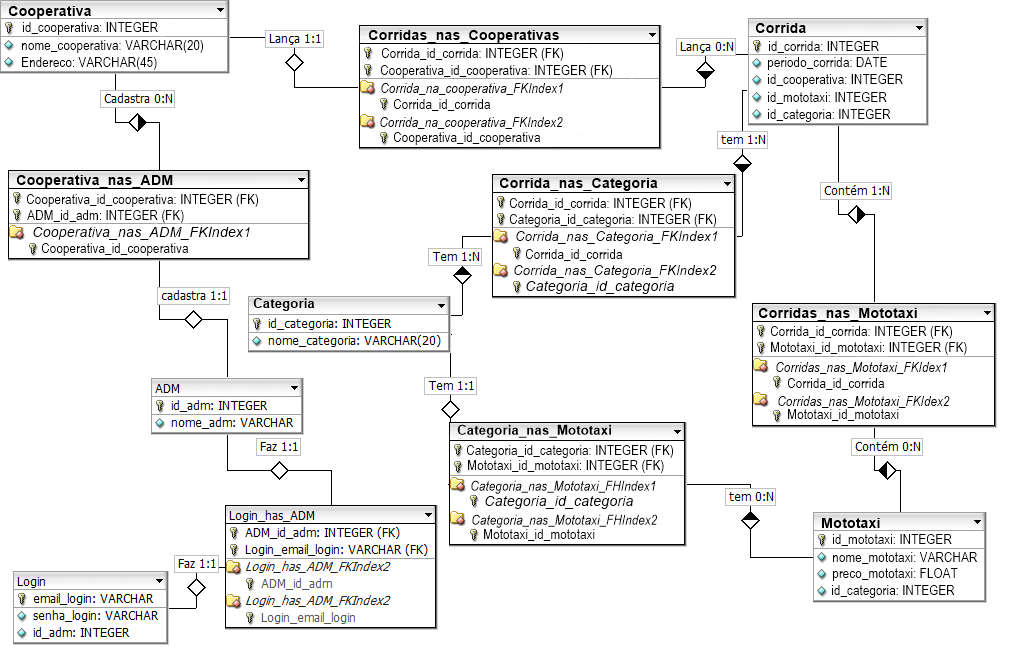 Cooperativa
id_cooperativa: INTEGER
nome_cooperativa: VARCHAR(20)
Endereco: VARCHAR(45)
Lança 1:1
Corridas_nas_Cooperativas
Corrida_id_corrida: INTEGER (FK)
Cooperativa_id_cooperativa: INTEGER (FK)
Corrida_na_cooperativa_FKIndex1
Corrida_id_corrida
Corrida_na_cooperativa_FKIndex2
Cooperativa_id_cooperativa
Lança 0:N
Corrida
id_corrida: INTEGER
periodo_corrida: DATE
id_cooperativa: INTEGER
id_mototaxi: INTEGER
id_categoria: INTEGER
Cadastra 0:N
tem 1:N
Cooperativa_nas_ADM
Cooperativa_id_cooperativa: INTEGER (FK)
ADM_id_adm: INTEGER (FK)
Cooperativa_nas_ADM_FKIndex1
Cooperativa_id_cooperativa
Corrida_nas_Categoria
Corrida_id_corrida: INTEGER (FK)
Categoria_id_categoria: INTEGER (FK)
Corrida_nas_Categoria_FKIndex1
Corrida_id_corrida
Corrida_nas_Categoria_FKIndex2
Categoria_id_categoria
Contém 1:N
Tem 1:N
cadastra 1:1
Categoria
id_categoria: INTEGER
nome_categoria: VARCHAR(20)
Corridas_nas_Mototaxi
Corrida_id_corrida: INTEGER (FK)
Mototaxi_id_mototaxi: INTEGER (FK)
Corridas_nas_Mototaxi_FKIdex1
Corrida_id_corrida
Corridas_nas_Mototaxi_FKIdex2
Mototaxi_id_mototaxi
ADM
id_adm: INTEGER
nome_adm: VARCHAR
Tem 1:1
Faz 1:1
Categoria_nas_Mototaxi
Categoria_id_categoria: INTEGER (FK)
Mototaxi_id_mototaxi: INTEGER (FK)
Categoria_nas_Mototaxi_FHIndex1
Categoria_id_categoria
Categoria_nas_Mototaxi_FHIndex2
Mototaxi_id_mototaxi
Contém 0:N
tem 0:N
Login_has_ADM
ADM_id_adm: INTEGER (FK)
Login_email_login: VARCHAR (FK)
Login_has_ADM_FKIndex2
ADM_id_adm
Login_has_ADM_FKIndex2
Login_email_login
Mototaxi
id_mototaxi: INTEGER
nome_mototaxi: VARCHAR
preco_mototaxi: FLOAT
id_categoria: INTEGER
Faz 1:1
Login
email_login: VARCHAR
senha_login: VARCHAR
id_adm: INTEGER